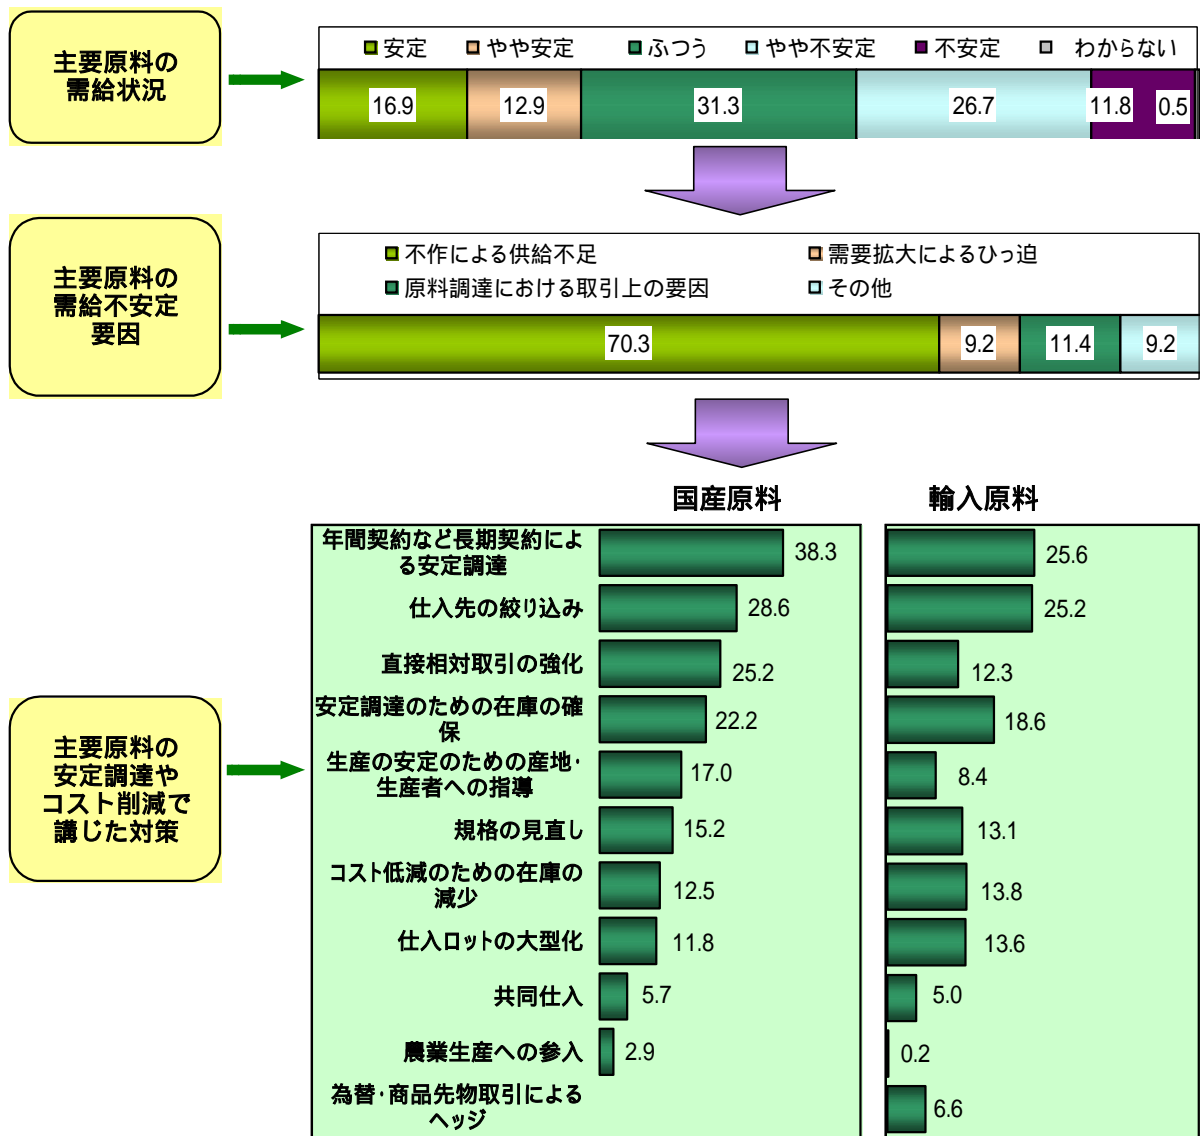 主要原料の
需給状況
安定 やや安定 ふつう やや不安定 不安定 わからない
16.9 12.9 31.3 26.7 11.8 0.5
主要原料の
需給不安定
要因
不作による供給不足 需要拡大によるひっ迫
原料調達における取引上の要因 その他
70.3 9.2 11.4 9.2
主要原料の
安定調達や
コスト削減で
講じた対策
国産原料 輸入原料
年間契約など長期契約によ
る安定調達
38.3 25.6
仕入先の絞り込み 28.6 25.2
直接相対取引の強化 25.2 12.3
安定調達のための在庫の確
保
22.2 18.6
生産の安定のための産地・
生産者への指導
17.0 8.4
規格の見直し 15.2 13.1
コスト低減のための在庫の
減少
12.5 13.8
仕入ロットの大型化 11.8 13.6
共同仕入 5.7 5.0
農業生産への参入 2.9 0.2
為替・商品先物取引による
ヘッジ
6.6